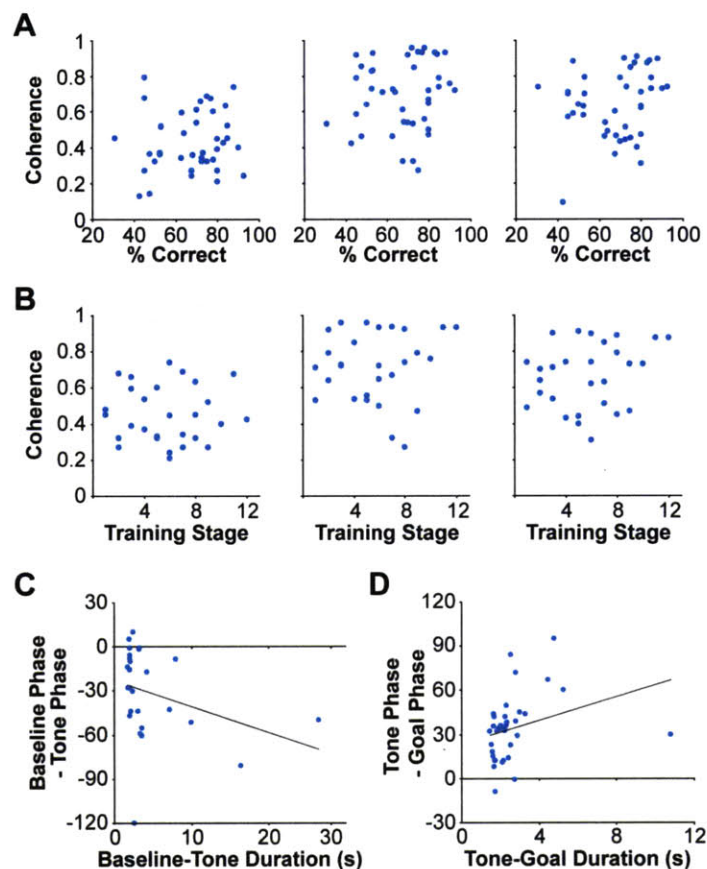 A
1
0.8
0.6
0.4
0.2
0
Coherence
20 40 60 80 100
% Correct
20 40 60 80 100
% Correct
20 40 60 80 100
% Correct
B
1
0.8
0.6
0.4
0.2
0
Coherence
4 8 12
Training Stage
4 8 12
Training Stage
4 8 12
Training Stage
C
30
0
-30
-60
-90
-120
Baseline Phase
- Tone Phase
0 10 20 30
Baseline-Tone Duration (s)
D
120
90
60
30
0
-30
Tone Phase
- Goal Phase
0 4 8 12
Tone-Goal Duration (s)